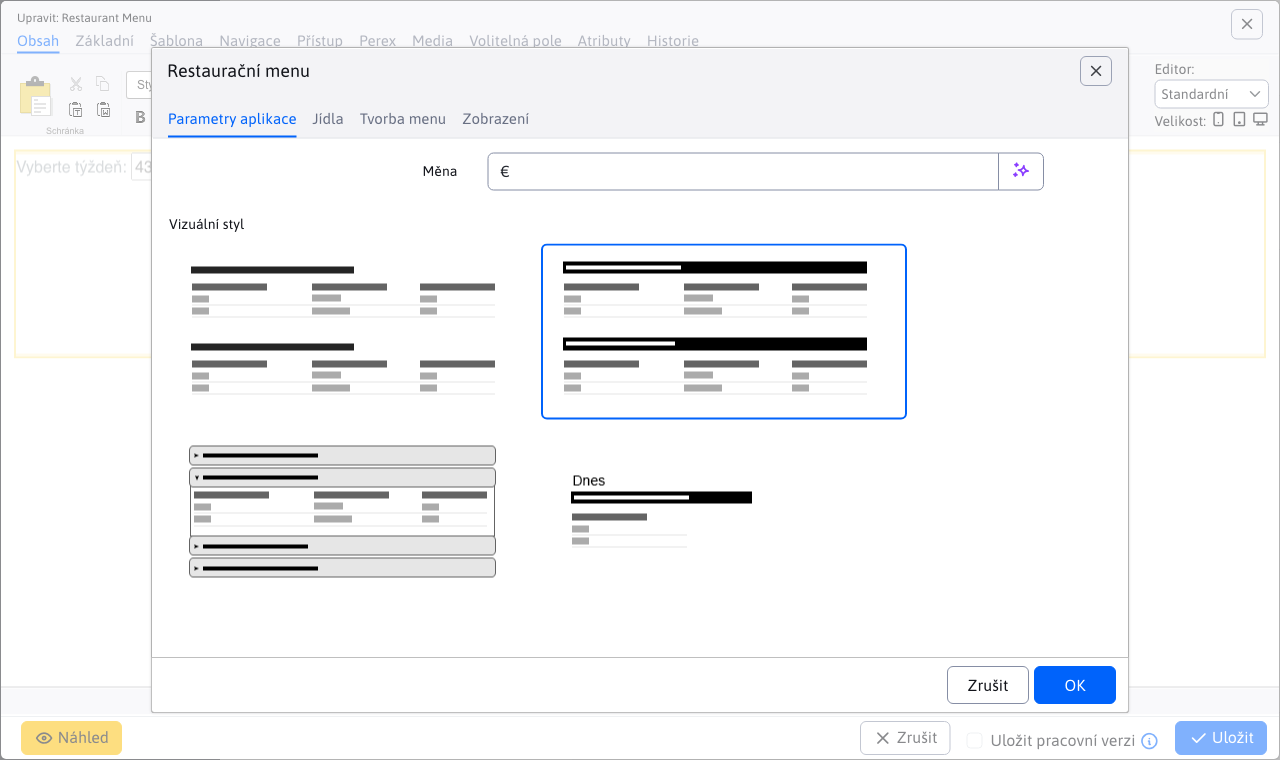 Upravit: Restaurant Menu
Obsah Základní Šablona Navigace Přístup Perex Media Volitelná pole Atributy Historie
Restaurační menu
Editor:
Standardní
Velikost:
Schránka
B
Parametry aplikace Jídla Tvorba menu Zobrazení
Vyberte týždeň: 43
Měna €
Vizuální styl
Dnes
Zrušit OK
Náhled Zrušit Uložit pracovní verzi Uložit